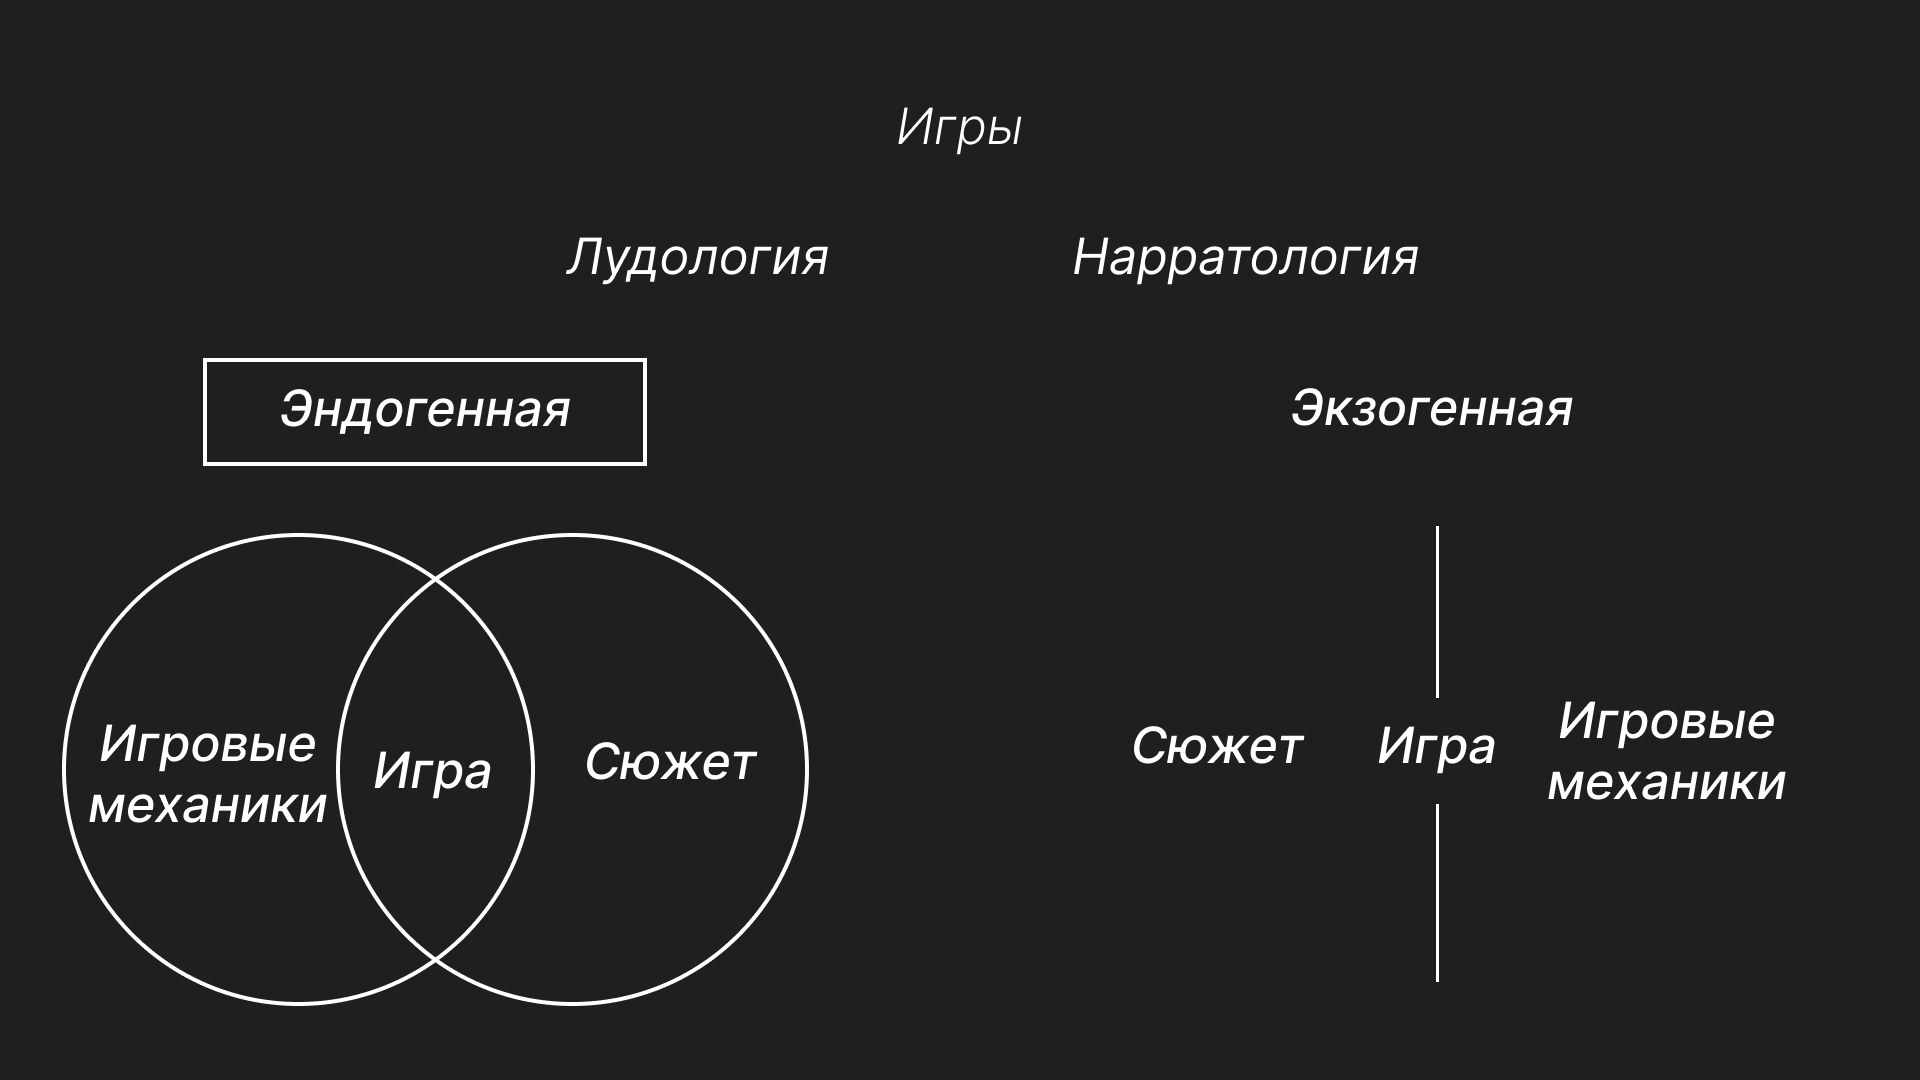 Игры
Лудология
Нарратология
Эндогенная
Экзогенная
Игровые
механики
Игра
Сюжет
Сюжет
Игра
Игровые
механики